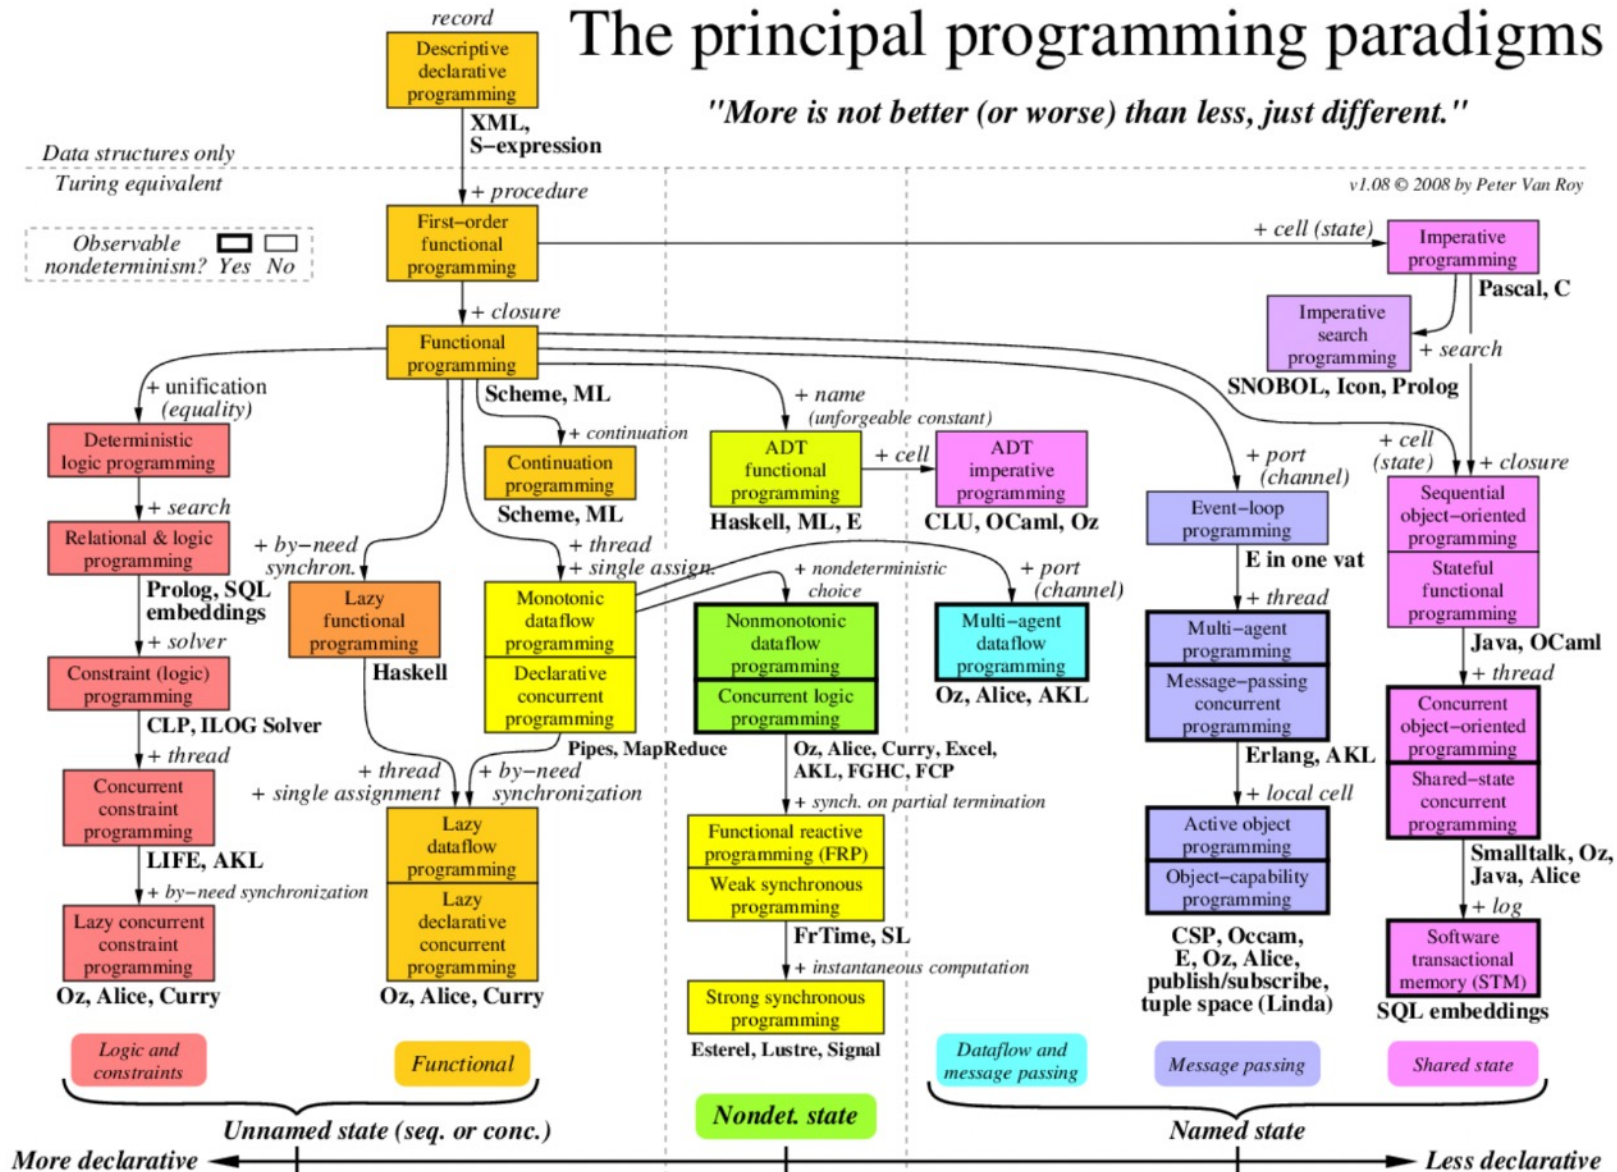 record
The principal programming paradigms
Descriptive
declarative
programming
"More is not better (or worse) than less, just different."
XML,
S−expression
Data structures only
Turing equivalent
v1.08 © 2008 by Peter Van Roy
+ procedure
Observable
nondeterminism? Yes No
First−order
functional
programming
+ cell (state)
Imperative
programming
Pascal, C
+ closure
Imperative
search
programming
+ search
SNOBOL, Icon, Prolog
Functional
programming
Scheme, ML
+ unification
(equality)
+ continuation
+ name
(unforgeable constant)
Deterministic
logic programming
Continuation
programming
Scheme, ML
ADT
functional
programming
Haskell, ML, E
+ cell
ADT
imperative
programming
CLU, OCaml, Oz
+ port
(channel)
+ cell
(state)
+ closure
+ search
Relational & logic
programming
Prolog, SQL
embeddings
+ by−need
synchron.
+ thread
+ single assign.
Event−loop
programming
E in one vat
Sequential
object−oriented
programming
Stateful
functional
programming
Java, OCaml
Lazy
functional
programming
Haskell
Monotonic
dataflow
programming
Declarative
concurrent
programming
Pipes, MapReduce
+ nondeterministic
choice
Nonmonotonic
dataflow
programming
Concurrent logic
programming
Oz, Alice, Curry, Excel,
AKL, FGHC, FCP
+ port
(channel)
Multi−agent
dataflow
programming
Oz, Alice, AKL
+ thread
Multi−agent
programming
Message−passing
concurrent
programming
Erlang, AKL
+ thread
Concurrent
object−oriented
programming
Shared−state
concurrent
programming
Smalltalk, Oz,
Java, Alice
+ solver
Constraint (logic)
programming
CLP, ILOG Solver
+ thread
Concurrent
constraint
programming
LIFE, AKL
+ by−need synchronization
Lazy concurrent
constraint
programming
Oz, Alice, Curry
+ thread
+ single assignment
+ by−need
synchronization
Lazy
dataflow
programming
Lazy
declarative
concurrent
programming
Oz, Alice, Curry
+ synch. on partial termination
Functional reactive
programming (FRP)
Weak synchronous
programming
FrTime, SL
+ instantaneous computation
Strong synchronous
programming
Esterel, Lustre, Signal
+ local cell
Active object
programming
Object−capability
programming
CSP, Occam,
E, Oz, Alice,
publish/subscribe,
tuple space (Linda)
+ log
Software
transactional
memory (STM)
SQL embeddings
Logic and
constraints
Functional
Dataflow and
message passing
Message passing
Shared state
Nondet. state
Unnamed state (seq. or conc.)
Named state
More declarative
Less declarative